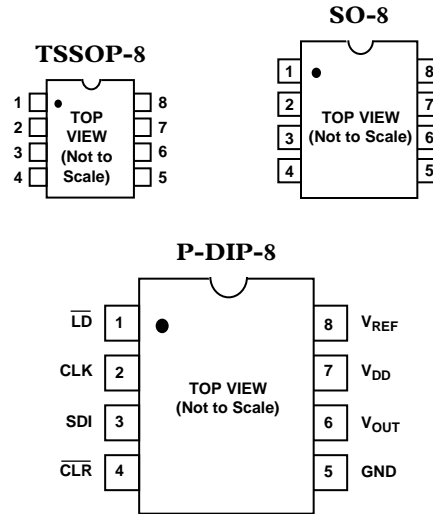 SO-8
TSSOP-8
1
2
3
4
TOP
VIEW
(Not to
Scale)
8
7
6
5
1
2
3
4
TOP VIEW
(Not to Scale)
8
7
6
5
P-DIP-8
L̅D̅ 1
CLK 2
SDI 3
C̅L̅R̅ 4
TOP VIEW
(Not to Scale)
8 VREF
7 VDD
6 VOUT
5 GND